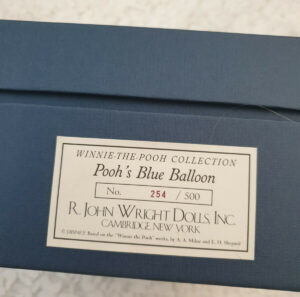 WINNIE-THE-POOH COLLECTION
Pooh's Blue Balloon
No. 254 / 500
R. JOHN WRIGHT DOLLS, INC.
CAMBRIDGE, NEW YORK
© DISNEY Based on the "Winnie the Pooh" works, by A. A. Milne and E. H. Shepard